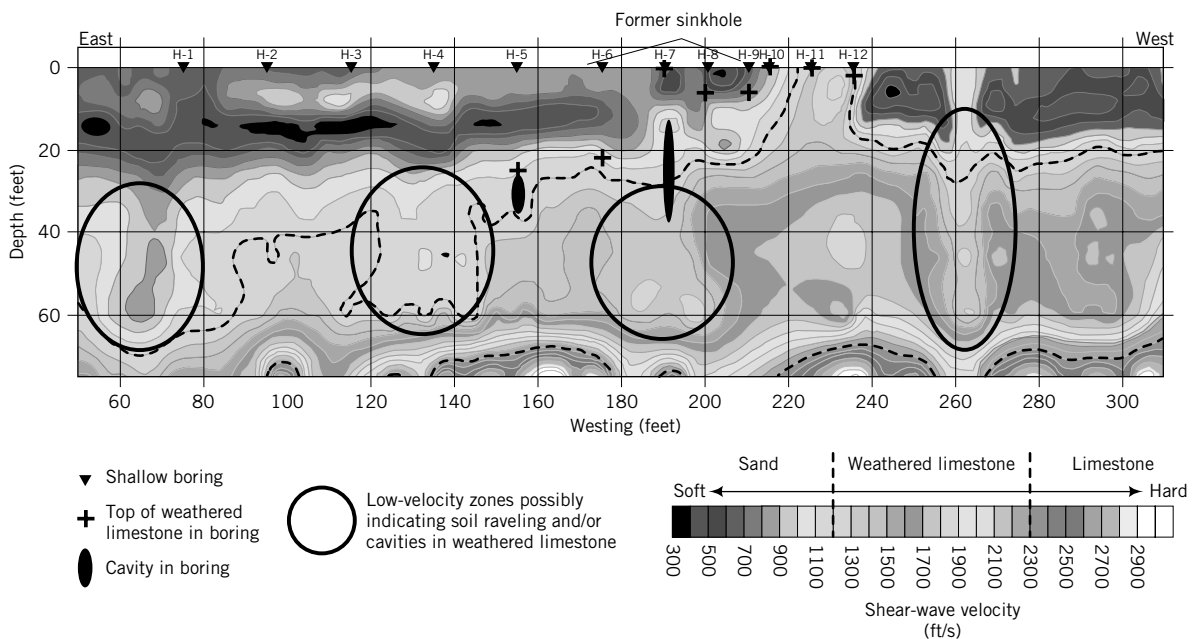 Former sinkhole
East
West
H-1 H-2 H-3 H-4 H-5 H-6 H-7 H-8 H-9 H-10 H-11 H-12
Depth (feet)
0
20
40
60
60 80 100 120 140 160 180 200 220 240 260 280 300
Westing (feet)
Shallow boring
Top of weathered
limestone in boring
Cavity in boring
Low-velocity zones possibly
indicating soil raveling and/or
cavities in weathered limestone
Sand Weathered limestone Limestone
Soft Hard
300 500 700 900 1100 1300 1500 1700 1900 2100 2300 2500 2700 2900
Shear-wave velocity
(ft/s)